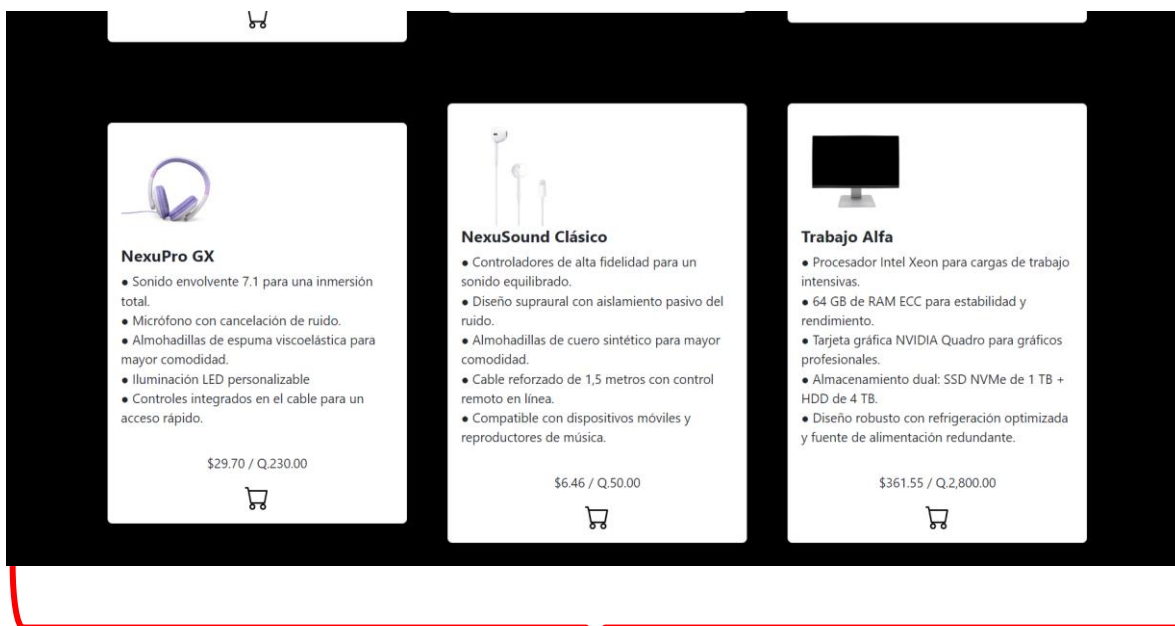 NexuPro GX
● Sonido envolvente 7.1 para una inmersión
total.
● Micrófono con cancelación de ruido.
● Almohadillas de espuma viscoelástica para
mayor comodidad.
● Iluminación LED personalizable
● Controles integrados en el cable para un
acceso rápido.
$29.70 / Q.230.00
NexuSound Clásico
● Controladores de alta fidelidad para un
sonido equilibrado.
● Diseño supraural con aislamiento pasivo del
ruido.
● Almohadillas de cuero sintético para mayor
comodidad.
● Cable reforzado de 1,5 metros con control
remoto en línea.
● Compatible con dispositivos móviles y
reproductores de música.
$6.46 / Q.50.00
Trabajo Alfa
● Procesador Intel Xeon para cargas de trabajo
intensivas.
● 64 GB de RAM ECC para estabilidad y
rendimiento.
● Tarjeta gráfica NVIDIA Quadro para gráficos
profesionales.
● Almacenamiento dual: SSD NVMe de 1 TB +
HDD de 4 TB.
● Diseño robusto con refrigeración optimizada
y fuente de alimentación redundante.
$361.55 / Q.2,800.00